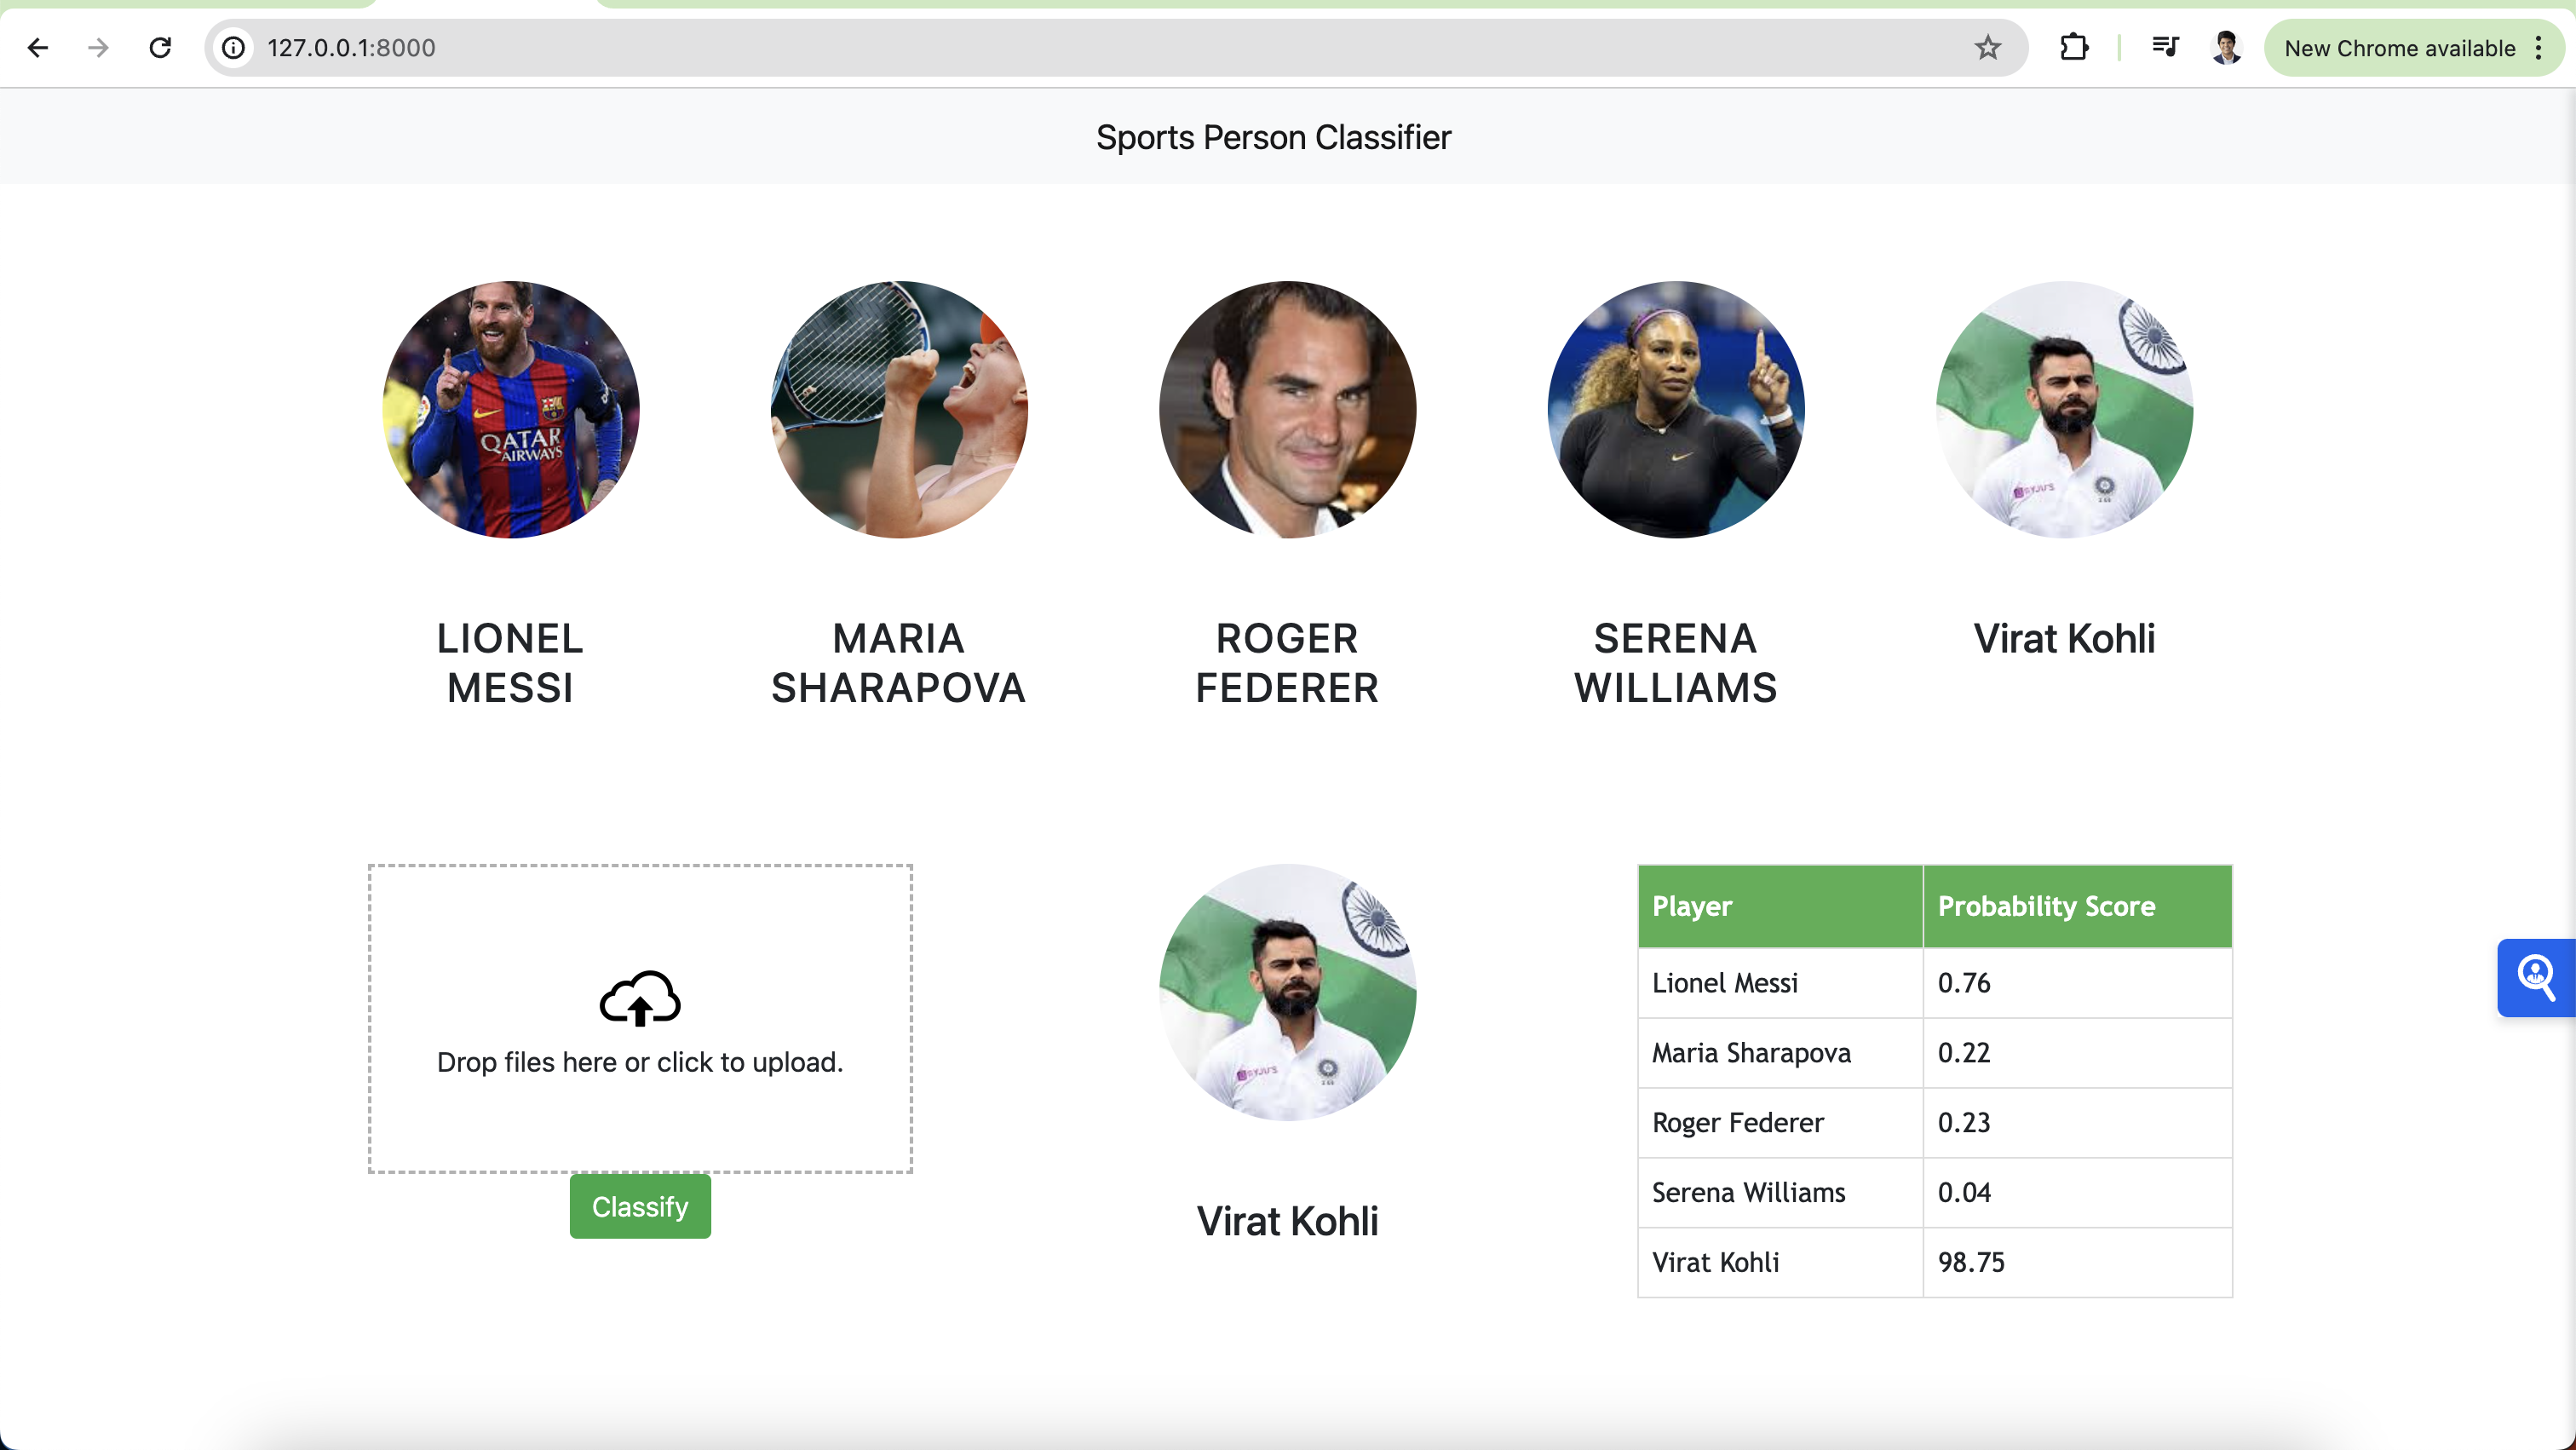 127.0.0.1:8000
New Chrome available
Sports Person Classifier
QATAR
AIRWAYS
BYJU'S
LIONEL
MESSI
MARIA
SHARAPOVA
ROGER
FEDERER
SERENA
WILLIAMS
Virat Kohli
Drop files here or click to upload.
Classify
BYJU'S
Virat Kohli
Player Probability Score
Lionel Messi 0.76
Maria Sharapova 0.22
Roger Federer 0.23
Serena Williams 0.04
Virat Kohli 98.75